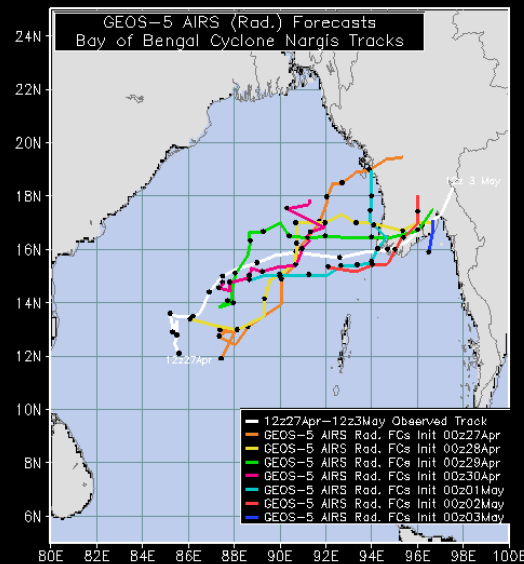 GEOS-5 AIRS (Rad.) Forecasts
Bay of Bengal Cyclone Nargis Tracks
24N
22N
20N
18N
16N
14N
12N
10N
8N
6N
12z 3 May
12z27Apr
12z27Apr-12z3May Observed Track
GEOS-5 AIRS Rad. FCs Init 00z27Apr
GEOS-5 AIRS Rad. FCs Init 00z28Apr
GEOS-5 AIRS Rad. FCs Init 00z29Apr
GEOS-5 AIRS Rad. FCs Init 00z30Apr
GEOS-5 AIRS Rad. FCs Init 00z01May
GEOS-5 AIRS Rad. FCs Init 00z02May
GEOS-5 AIRS Rad. FCs Init 00z03May
80E 82E 84E 86E 88E 90E 92E 94E 96E 98E 100E